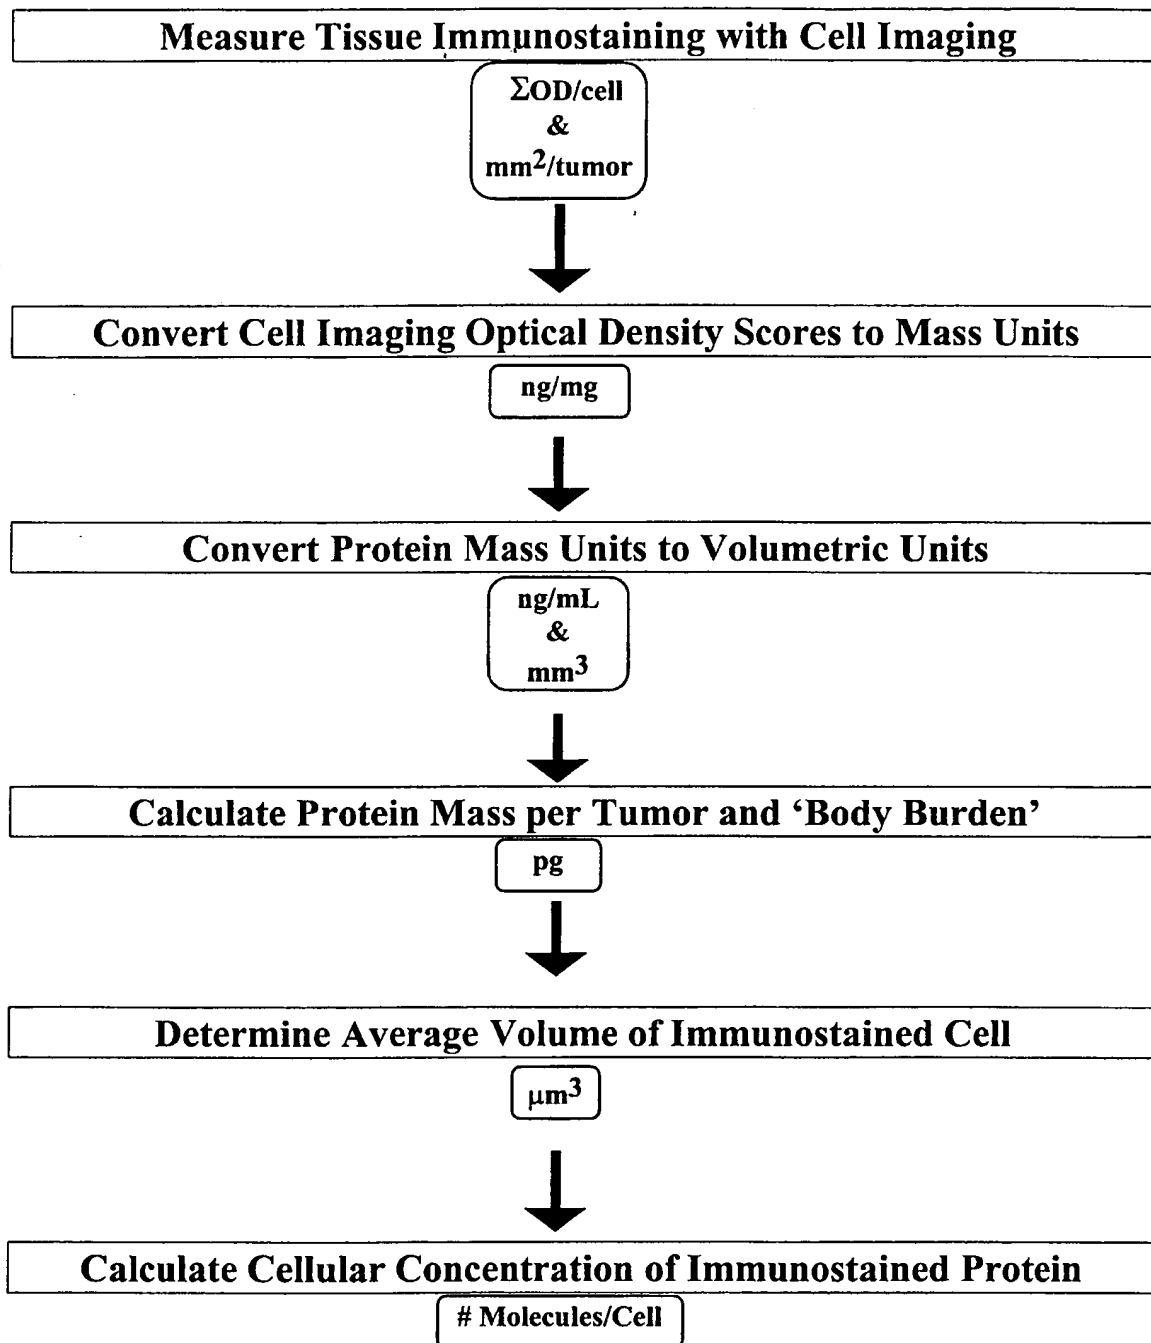 Measure Tissue Immunostaining with Cell Imaging
ΣOD/cell
&
mm²/tumor
Convert Cell Imaging Optical Density Scores to Mass Units
ng/mg
Convert Protein Mass Units to Volumetric Units
ng/mL
&
mm³
Calculate Protein Mass per Tumor and ‘Body Burden’
pg
Determine Average Volume of Immunostained Cell
μm³
Calculate Cellular Concentration of Immunostained Protein
# Molecules/Cell